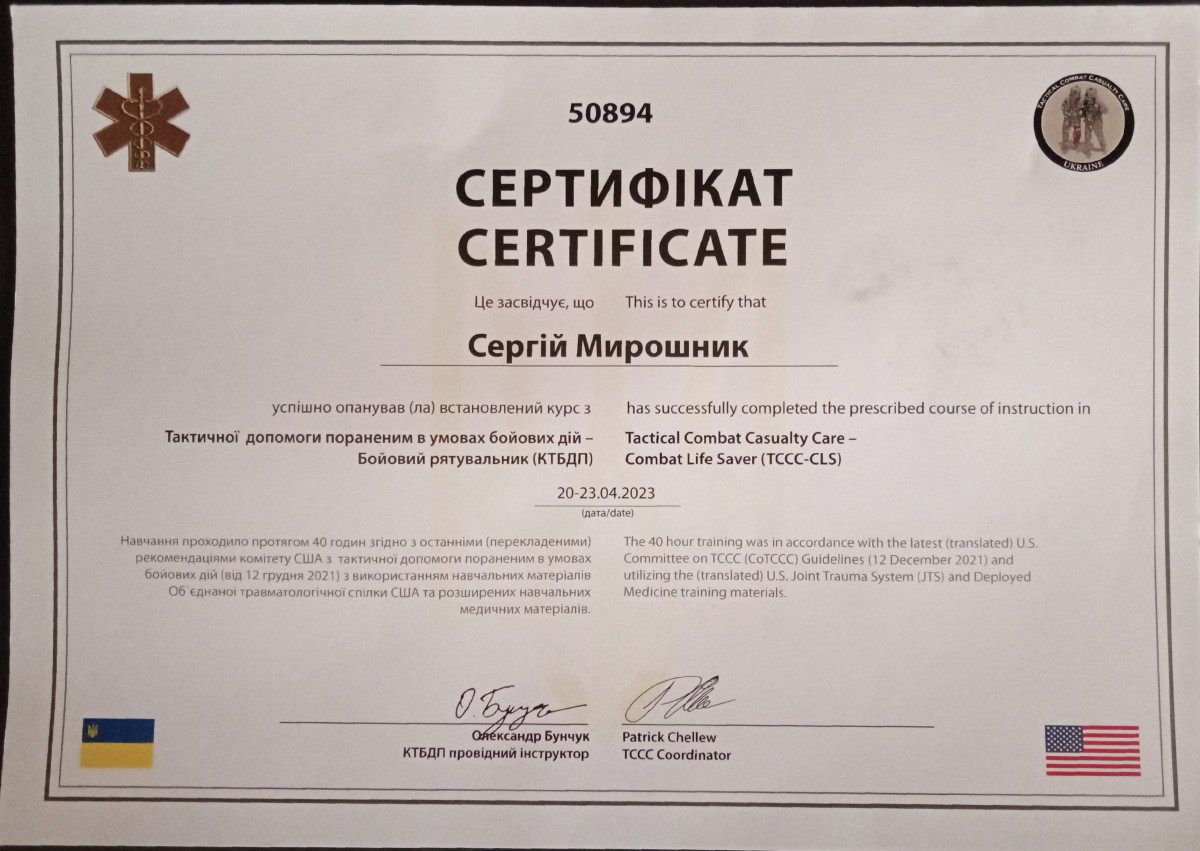 50894
TACTICAL COMBAT CASUALTY CARE
UKRAINE
СЕРТИФІКАТ
CERTIFICATE
Це засвідчує, що
This is to certify that
Сергій Мирошник
успішно опанував (ла) встановлений курс з
Тактичної допомоги пораненим в умовах бойових дій –
Бойовий рятувальник (КТБДП)
has successfully completed the prescribed course of instruction in
Tactical Combat Casualty Care –
Combat Life Saver (TCCC-CLS)
20-23.04.2023
(дата/date)
Навчання проходило протягом 40 годин згідно з останніми (перекладеними)
рекомендаціями комітету США з тактичної допомоги пораненим в умовах
бойових дій (від 12 грудня 2021) з використанням навчальних матеріалів
Об`єднаної травматологічної спілки США та розширених навчальних
медичних матеріалів.
The 40 hour training was in accordance with the latest (translated) U.S.
Committee on TCCC (CoTCCC) Guidelines (12 December 2021) and
utilizing the (translated) U.S. Joint Trauma System (JTS) and Deployed
Medicine training materials.
О. Бунчук
Олександр Бунчук
КТБДП провідний інструктор
Patrick Chellew
TCCC Coordinator